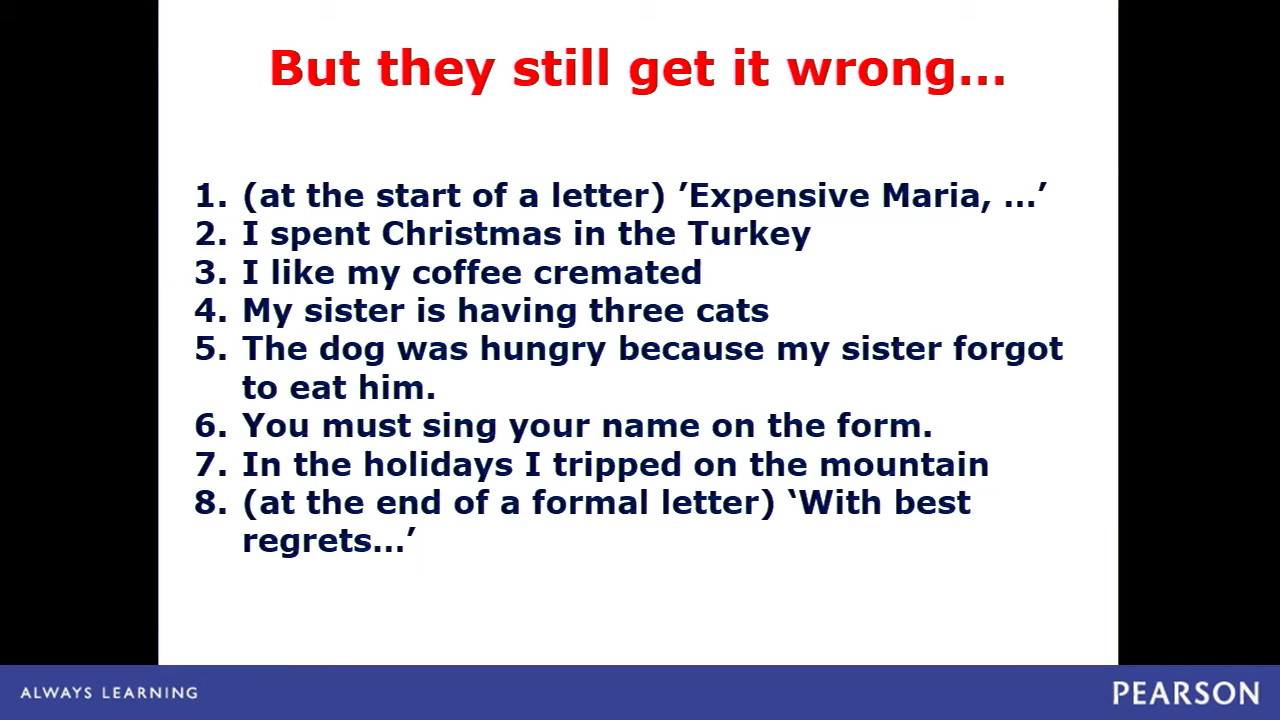 But they still get it wrong…
1. (at the start of a letter) ’Expensive Maria, …’
2. I spent Christmas in the Turkey
3. I like my coffee cremated
4. My sister is having three cats
5. The dog was hungry because my sister forgot
to eat him.
6. You must sing your name on the form.
7. In the holidays I tripped on the mountain
8. (at the end of a formal letter) ‘With best
regrets…’
ALWAYS LEARNING
PEARSON